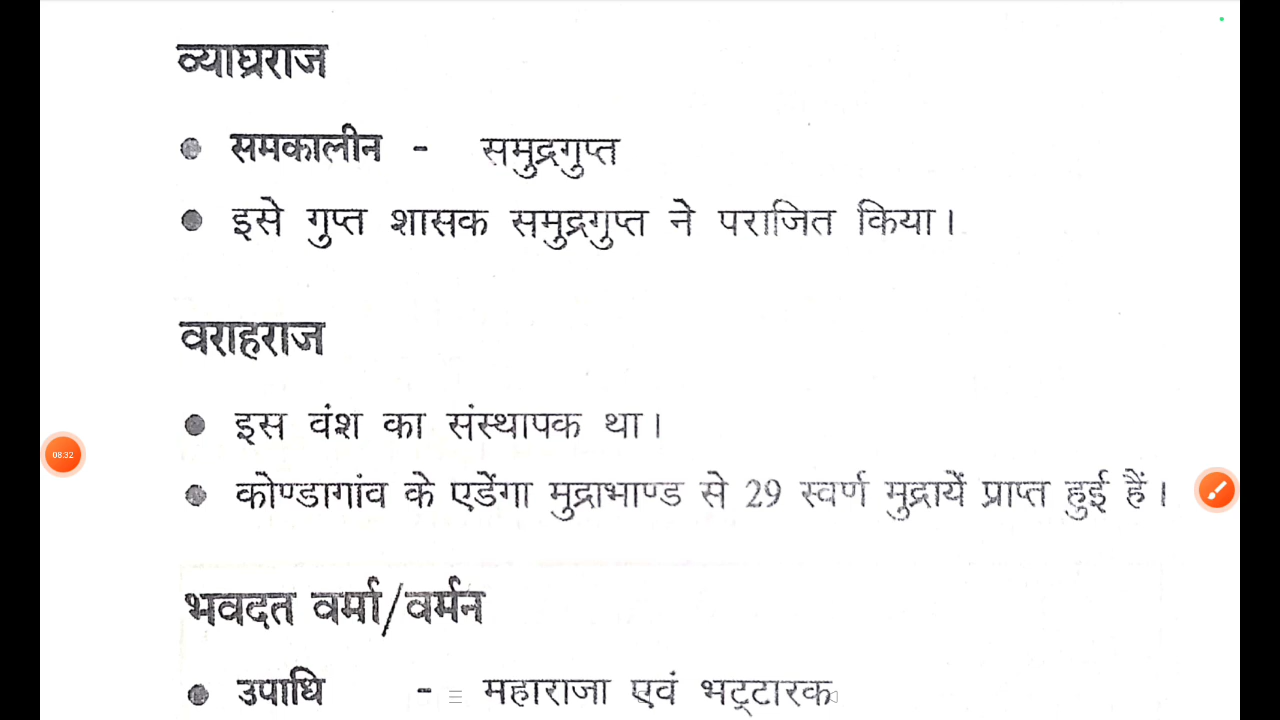 व्याघ्रराज
● समकालीन - समुद्रगुप्त
● इसे गुप्त शासक समुद्रगुप्त ने पराजित किया।
वराहराज
● इस वंश का संस्थापक था।
08:32
● कोण्डागांव के एडेंगा मुद्राभाण्ड से 29 स्वर्ण मुद्रायें प्राप्त हुई हैं।
भवदत वर्मा/वर्मन
● उपाधि - महाराजा एवं भट्टारक